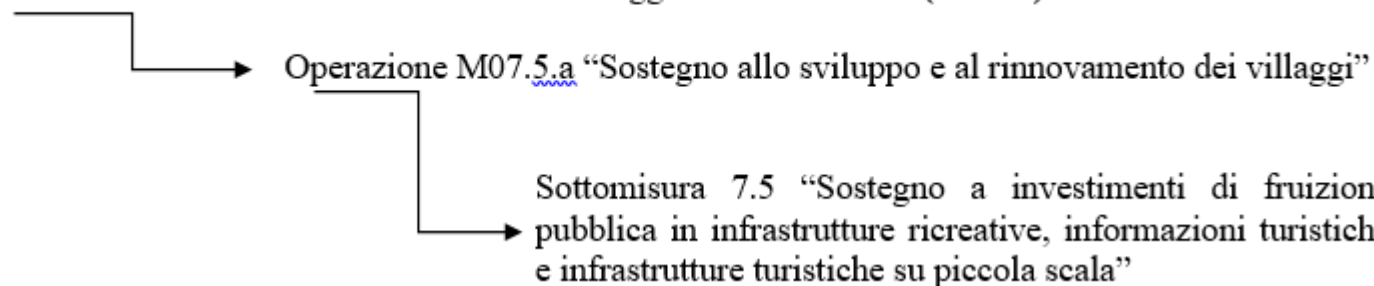 Operazione M07.5.a “Sostegno allo sviluppo e al rinnovamento dei villaggi”
Sottomisura 7.5 “Sostegno a investimenti di fruizion
pubblica in infrastrutture ricreative, informazioni turistich
e infrastrutture turistiche su piccola scala”